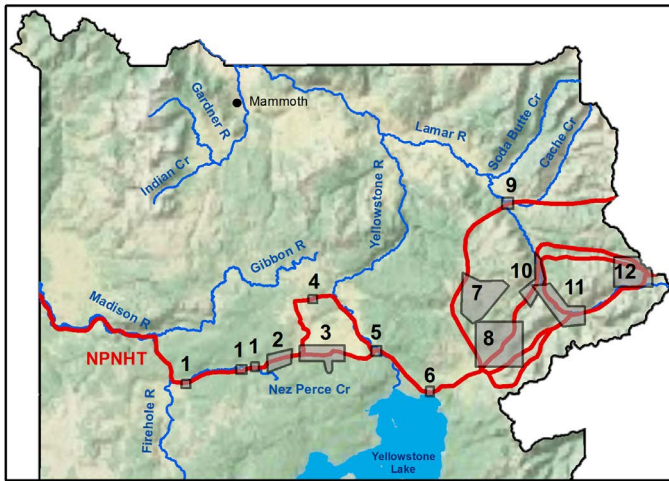 Gardner R
Mammoth
Indian Cr
Lamar R
Soda Butte Cr
Cache Cr
Yellowstone R
Gibbon R
Madison R
NPNHT
Firehole R
Nez Perce Cr
Yellowstone
Lake
1
1
1
2
3
4
5
6
7
8
9
10
11
12